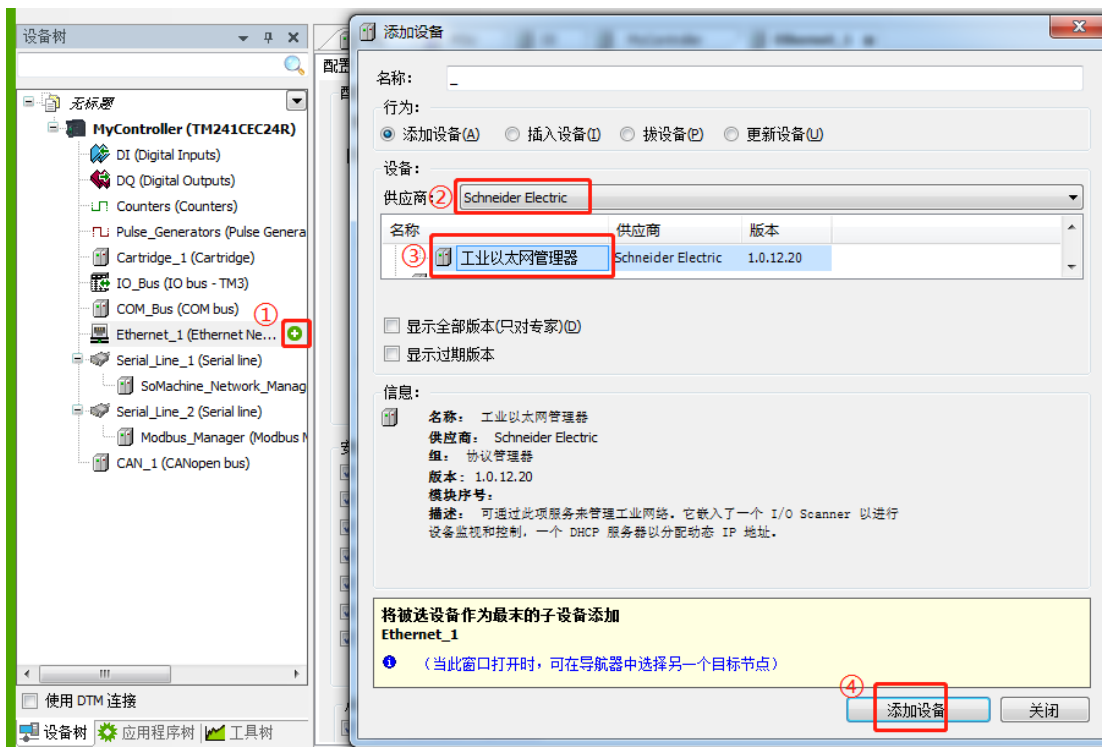 设备树
无标题
MyController (TM241CEC24R)
DI (Digital Inputs)
DQ (Digital Outputs)
Counters (Counters)
Pulse_Generators (Pulse Genera
Cartridge_1 (Cartridge)
IO_Bus (IO bus - TM3)
COM_Bus (COM bus)
①
Ethernet_1 (Ethernet Ne...
Serial_Line_1 (Serial line)
SoMachine_Network_Manag
Serial_Line_2 (Serial line)
Modbus_Manager (Modbus M
CAN_1 (CANopen bus)
使用 DTM 连接
设备树 应用程序树 工具树
配置
添加设备
名称: _
行为:
添加设备(A) 插入设备(I) 拔设备(P) 更新设备(U)
设备:
供应商: ② Schneider Electric
名称 供应商 版本
③ 工业以太网管理器 Schneider Electric 1.0.12.20
显示全部版本(只对专家)(D)
显示过期版本
信息:
名称: 工业以太网管理器
供应商: Schneider Electric
组: 协议管理器
版本: 1.0.12.20
模块序号:
描述: 可通过此项服务来管理工业网络. 它嵌入了一个 I/O Scanner 以进行
设备监视和控制, 一个 DHCP 服务器以分配动态 IP 地址.
将被选设备作为最末的子设备添加
Ethernet_1
(当此窗口打开时，可在导航器中选择另一个目标节点)
④
添加设备 关闭